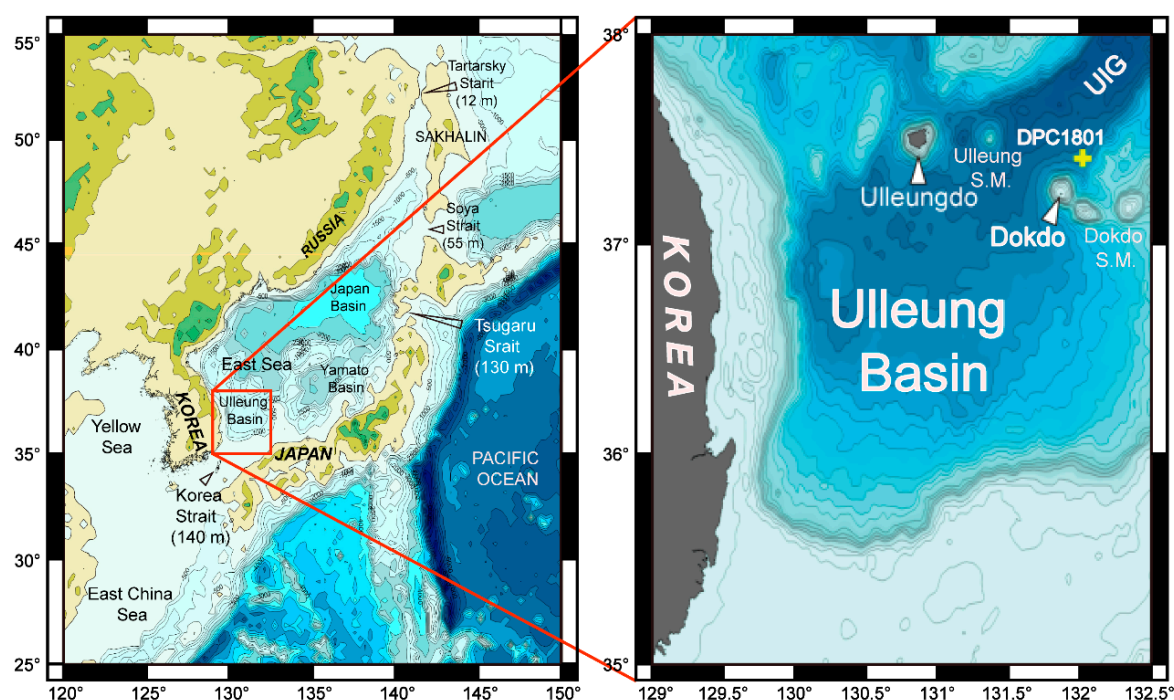 55°
50°
45°
40°
35°
30°
25°
120°
125°
130°
135°
140°
145°
150°
Tartarsky
Starit
(12 m)
SAKHALIN
Soya
Strait
(55 m)
RUSSIA
Japan
Basin
Tsugaru
Srait
(130 m)
East Sea
Yamato
Basin
Ulleung
Basin
KOREA
Yellow
Sea
JAPAN
PACIFIC
OCEAN
Korea
Strait
(140 m)
East China
Sea
38°
37°
36°
35°
129°
129.5°
130°
130.5°
131°
131.5°
132°
132.5°
UIG
DPC1801
Ulleung
S.M.
Ulleungdo
Dokdo
Dokdo
S.M.
KOREA
Ulleung
Basin